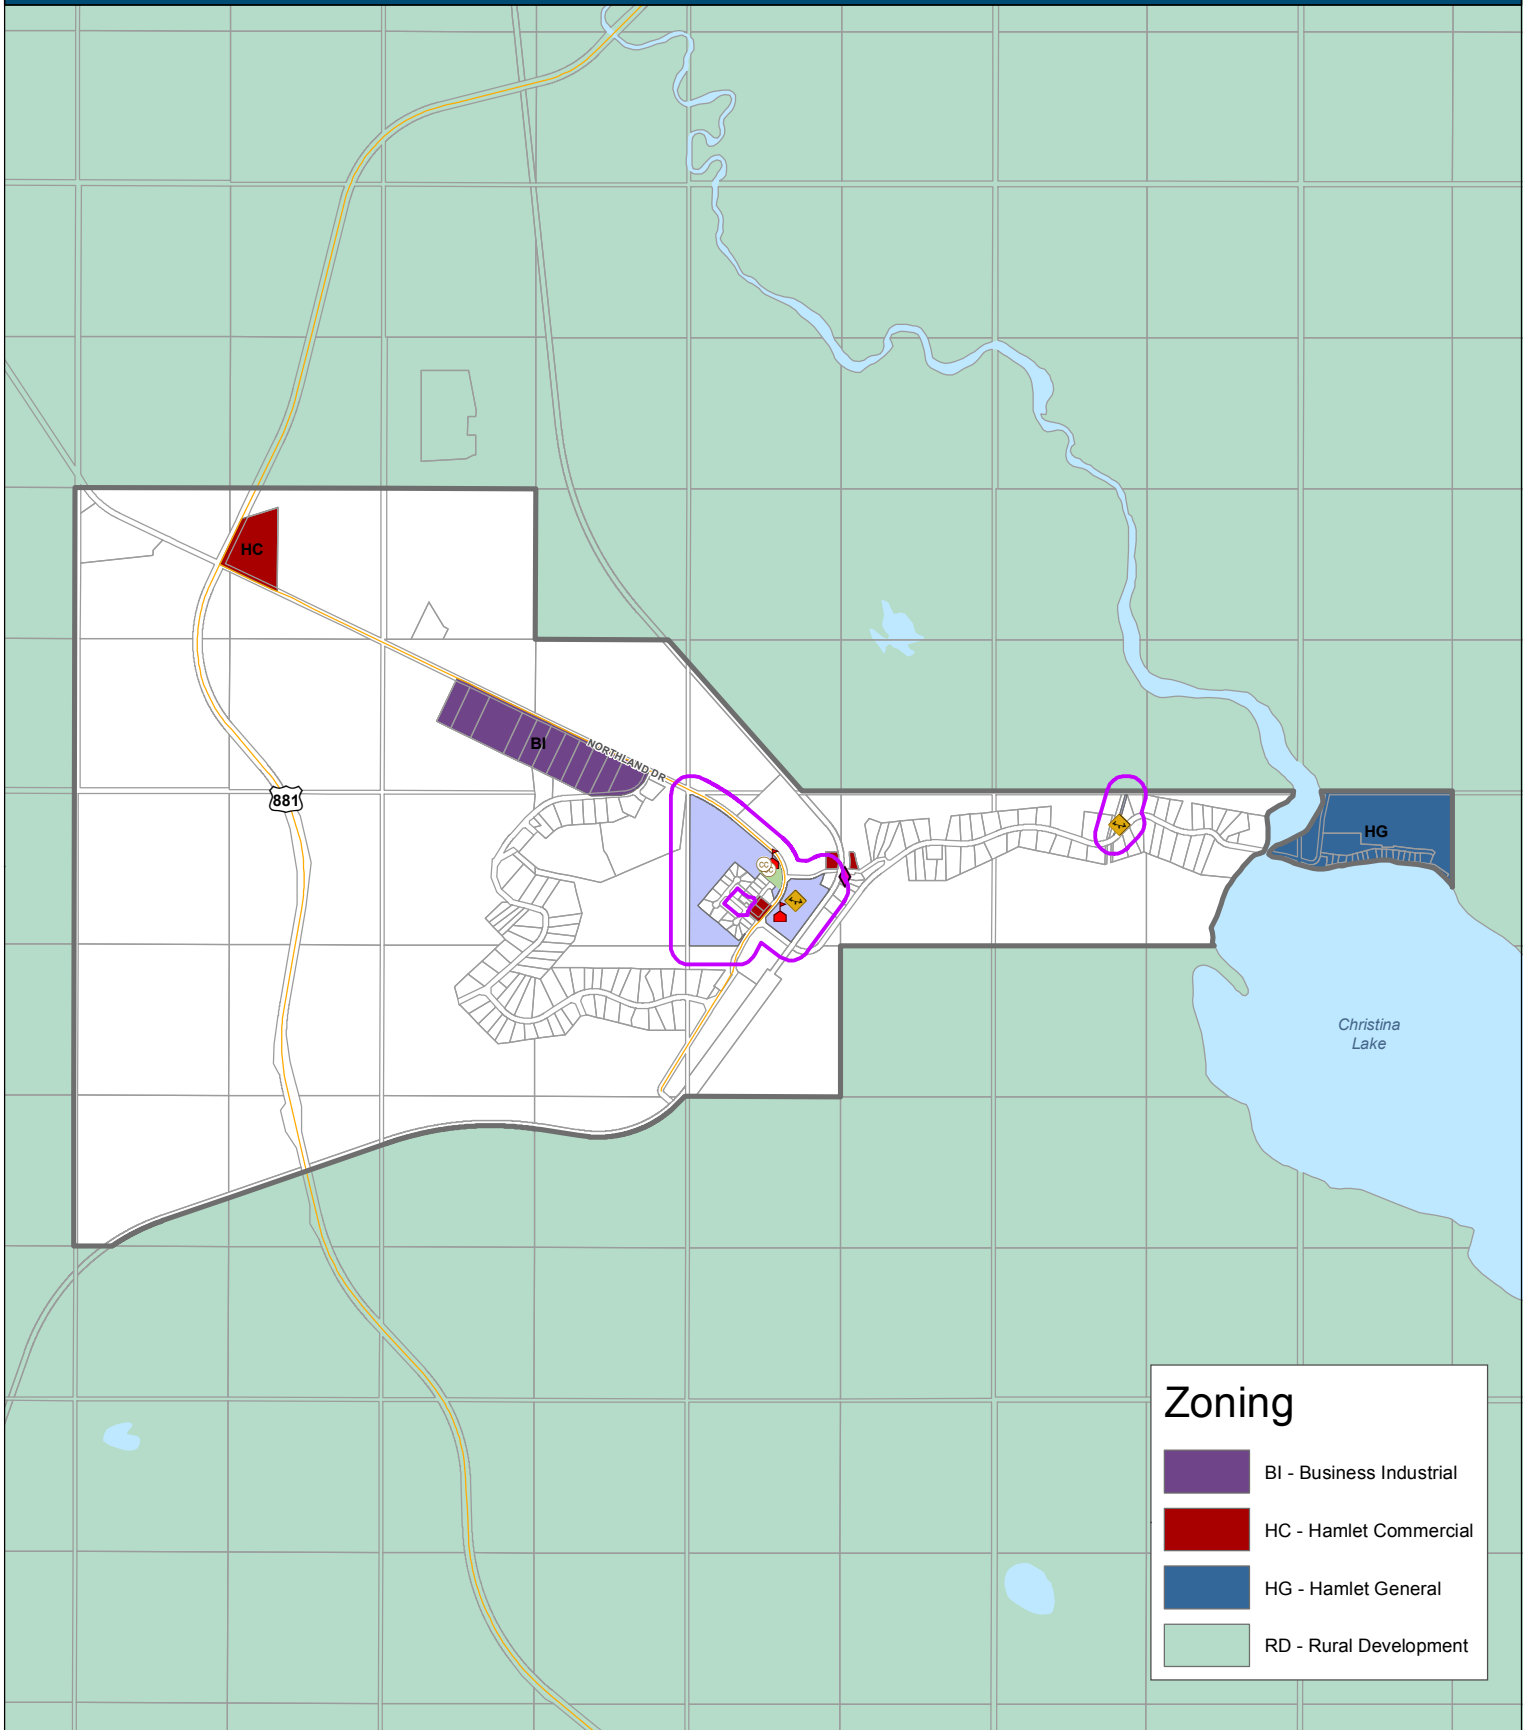 HC
BI
NORTHLAND DR
881
HG
CC
Christina
Lake
Zoning
BI - Business Industrial
HC - Hamlet Commercial
HG - Hamlet General
RD - Rural Development